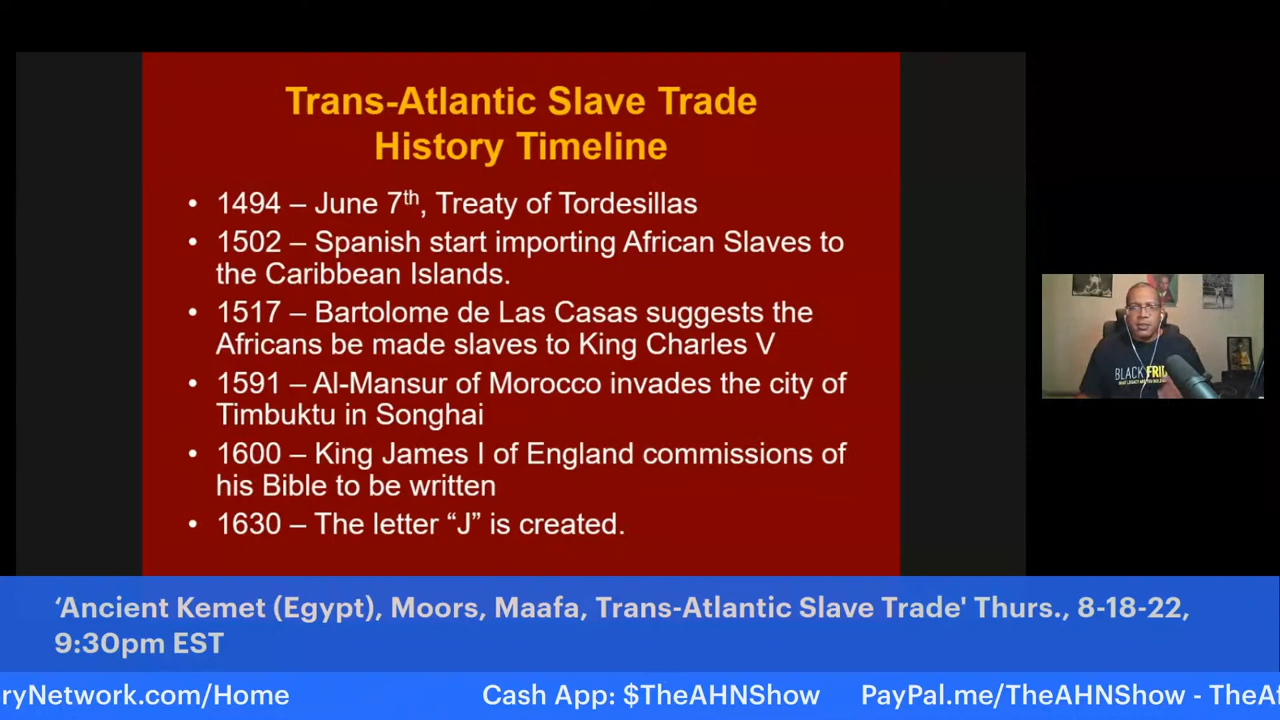 Trans-Atlantic Slave Trade
History Timeline
• 1494 – June 7th, Treaty of Tordesillas
• 1502 – Spanish start importing African Slaves to
the Caribbean Islands.
• 1517 – Bartolome de Las Casas suggests the
Africans be made slaves to King Charles V
• 1591 – Al-Mansur of Morocco invades the city of
Timbuktu in Songhai
• 1600 – King James I of England commissions of
his Bible to be written
• 1630 – The letter “J” is created.
BLACK FRI
‘Ancient Kemet (Egypt), Moors, Maafa, Trans-Atlantic Slave Trade' Thurs., 8-18-22,
9:30pm EST
ryNetwork.com/Home Cash App: $TheAHNShow PayPal.me/TheAHNShow - TheA